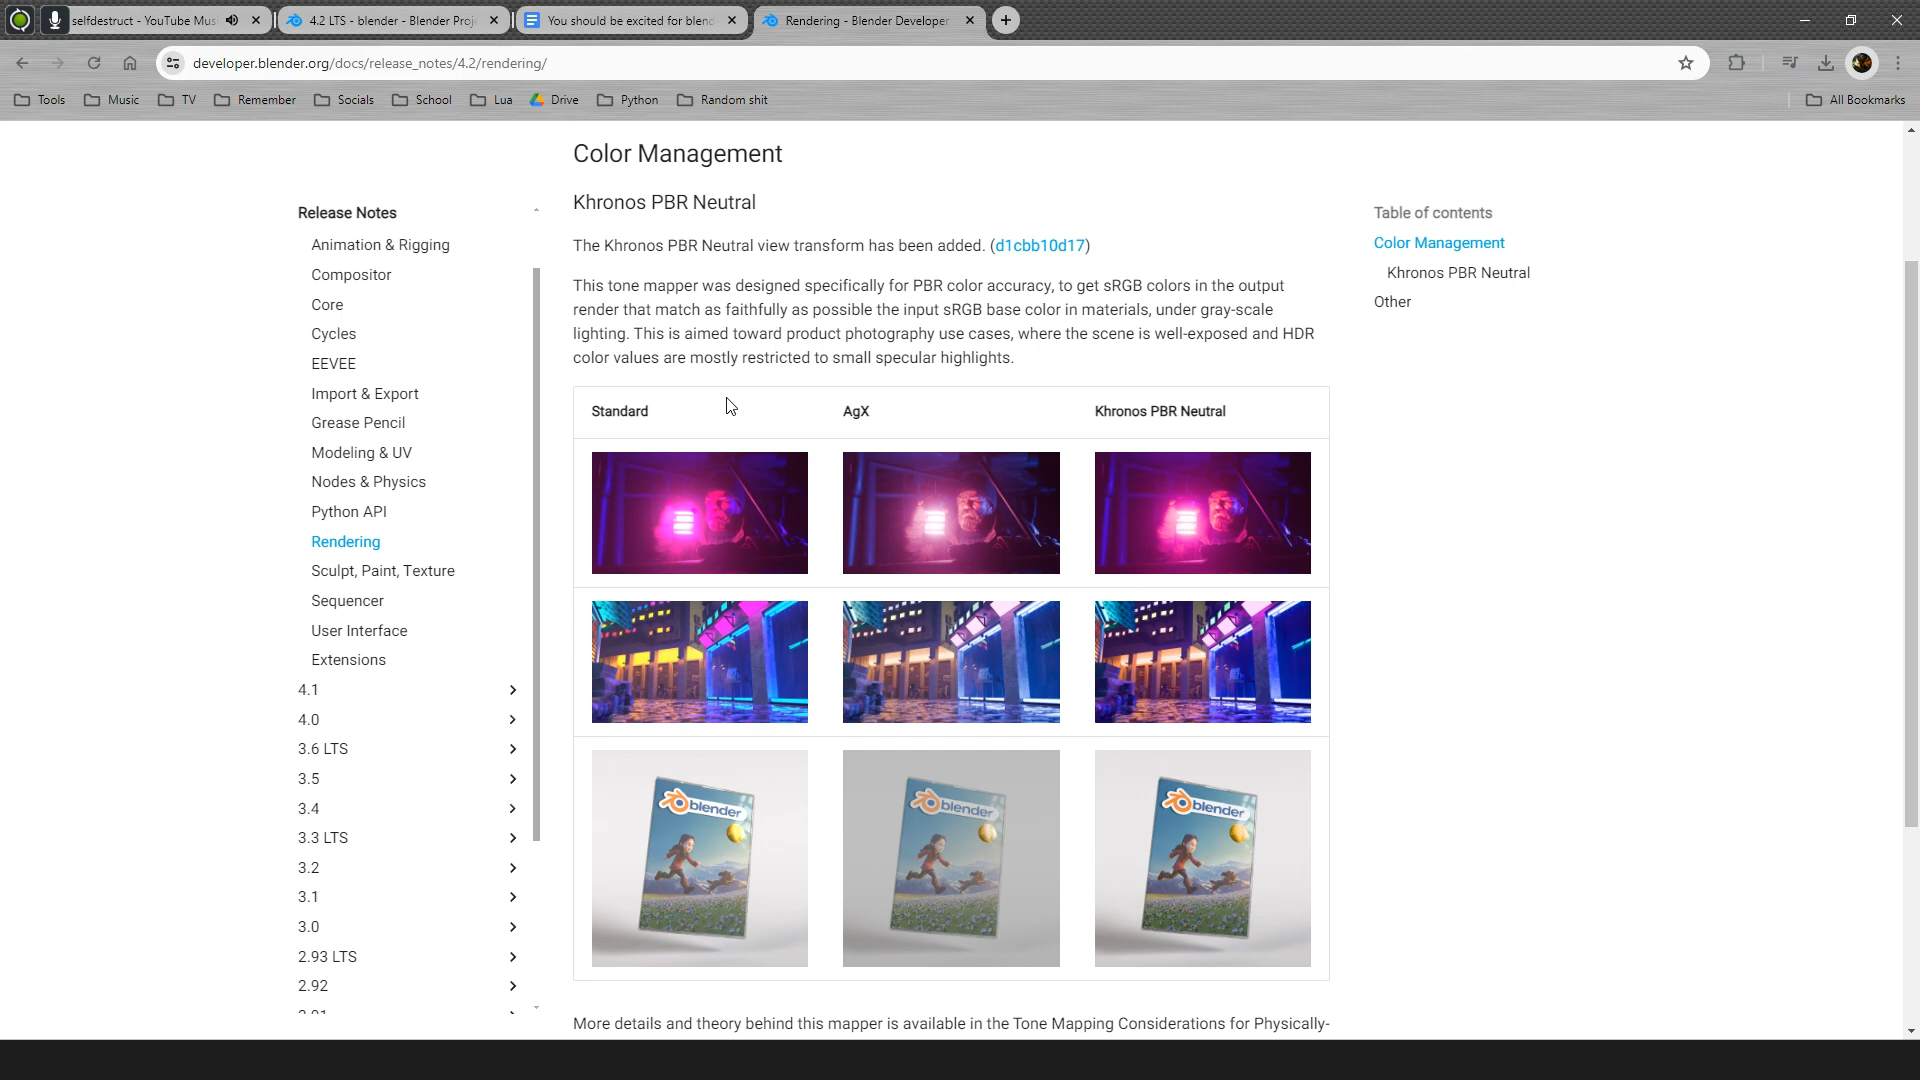 selfdestruct - YouTube Mus
4.2 LTS - blender - Blender Proje
You should be excited for blend
Rendering - Blender Developer
developer.blender.org/docs/release_notes/4.2/rendering/
Tools
Music
TV
Remember
Socials
School
Lua
Drive
Python
Random shit
All Bookmarks
Release Notes
Animation & Rigging
Compositor
Core
Cycles
EEVEE
Import & Export
Grease Pencil
Modeling & UV
Nodes & Physics
Python API
Rendering
Sculpt, Paint, Texture
Sequencer
User Interface
Extensions
4.1
4.0
3.6 LTS
3.5
3.4
3.3 LTS
3.2
3.1
3.0
2.93 LTS
2.92
Color Management
Khronos PBR Neutral
The Khronos PBR Neutral view transform has been added. (d1cbb10d17)
This tone mapper was designed specifically for PBR color accuracy, to get sRGB colors in the output
render that match as faithfully as possible the input sRGB base color in materials, under gray-scale
lighting. This is aimed toward product photography use cases, where the scene is well-exposed and HDR
color values are mostly restricted to small specular highlights.
Standard
AgX
Khronos PBR Neutral
blender
blender
blender
More details and theory behind this mapper is available in the Tone Mapping Considerations for Physically-
Table of contents
Color Management
Khronos PBR Neutral
Other